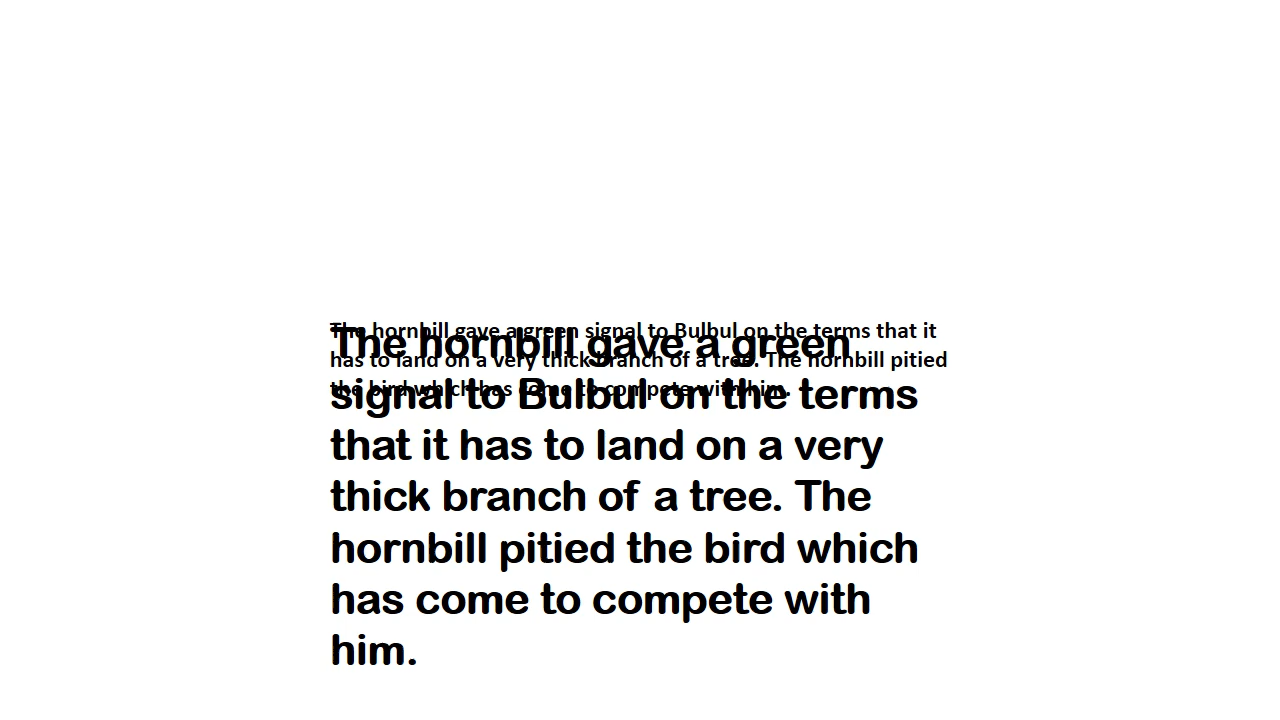 The hornbill gave a green signal to Bulbul on the terms that it
has to land on a very thick branch of a tree. The hornbill pitied
the bird which has come to compete with him.
The hornbill gave a green
signal to Bulbul on the terms
that it has to land on a very
thick branch of a tree. The
hornbill pitied the bird which
has come to compete with
him.